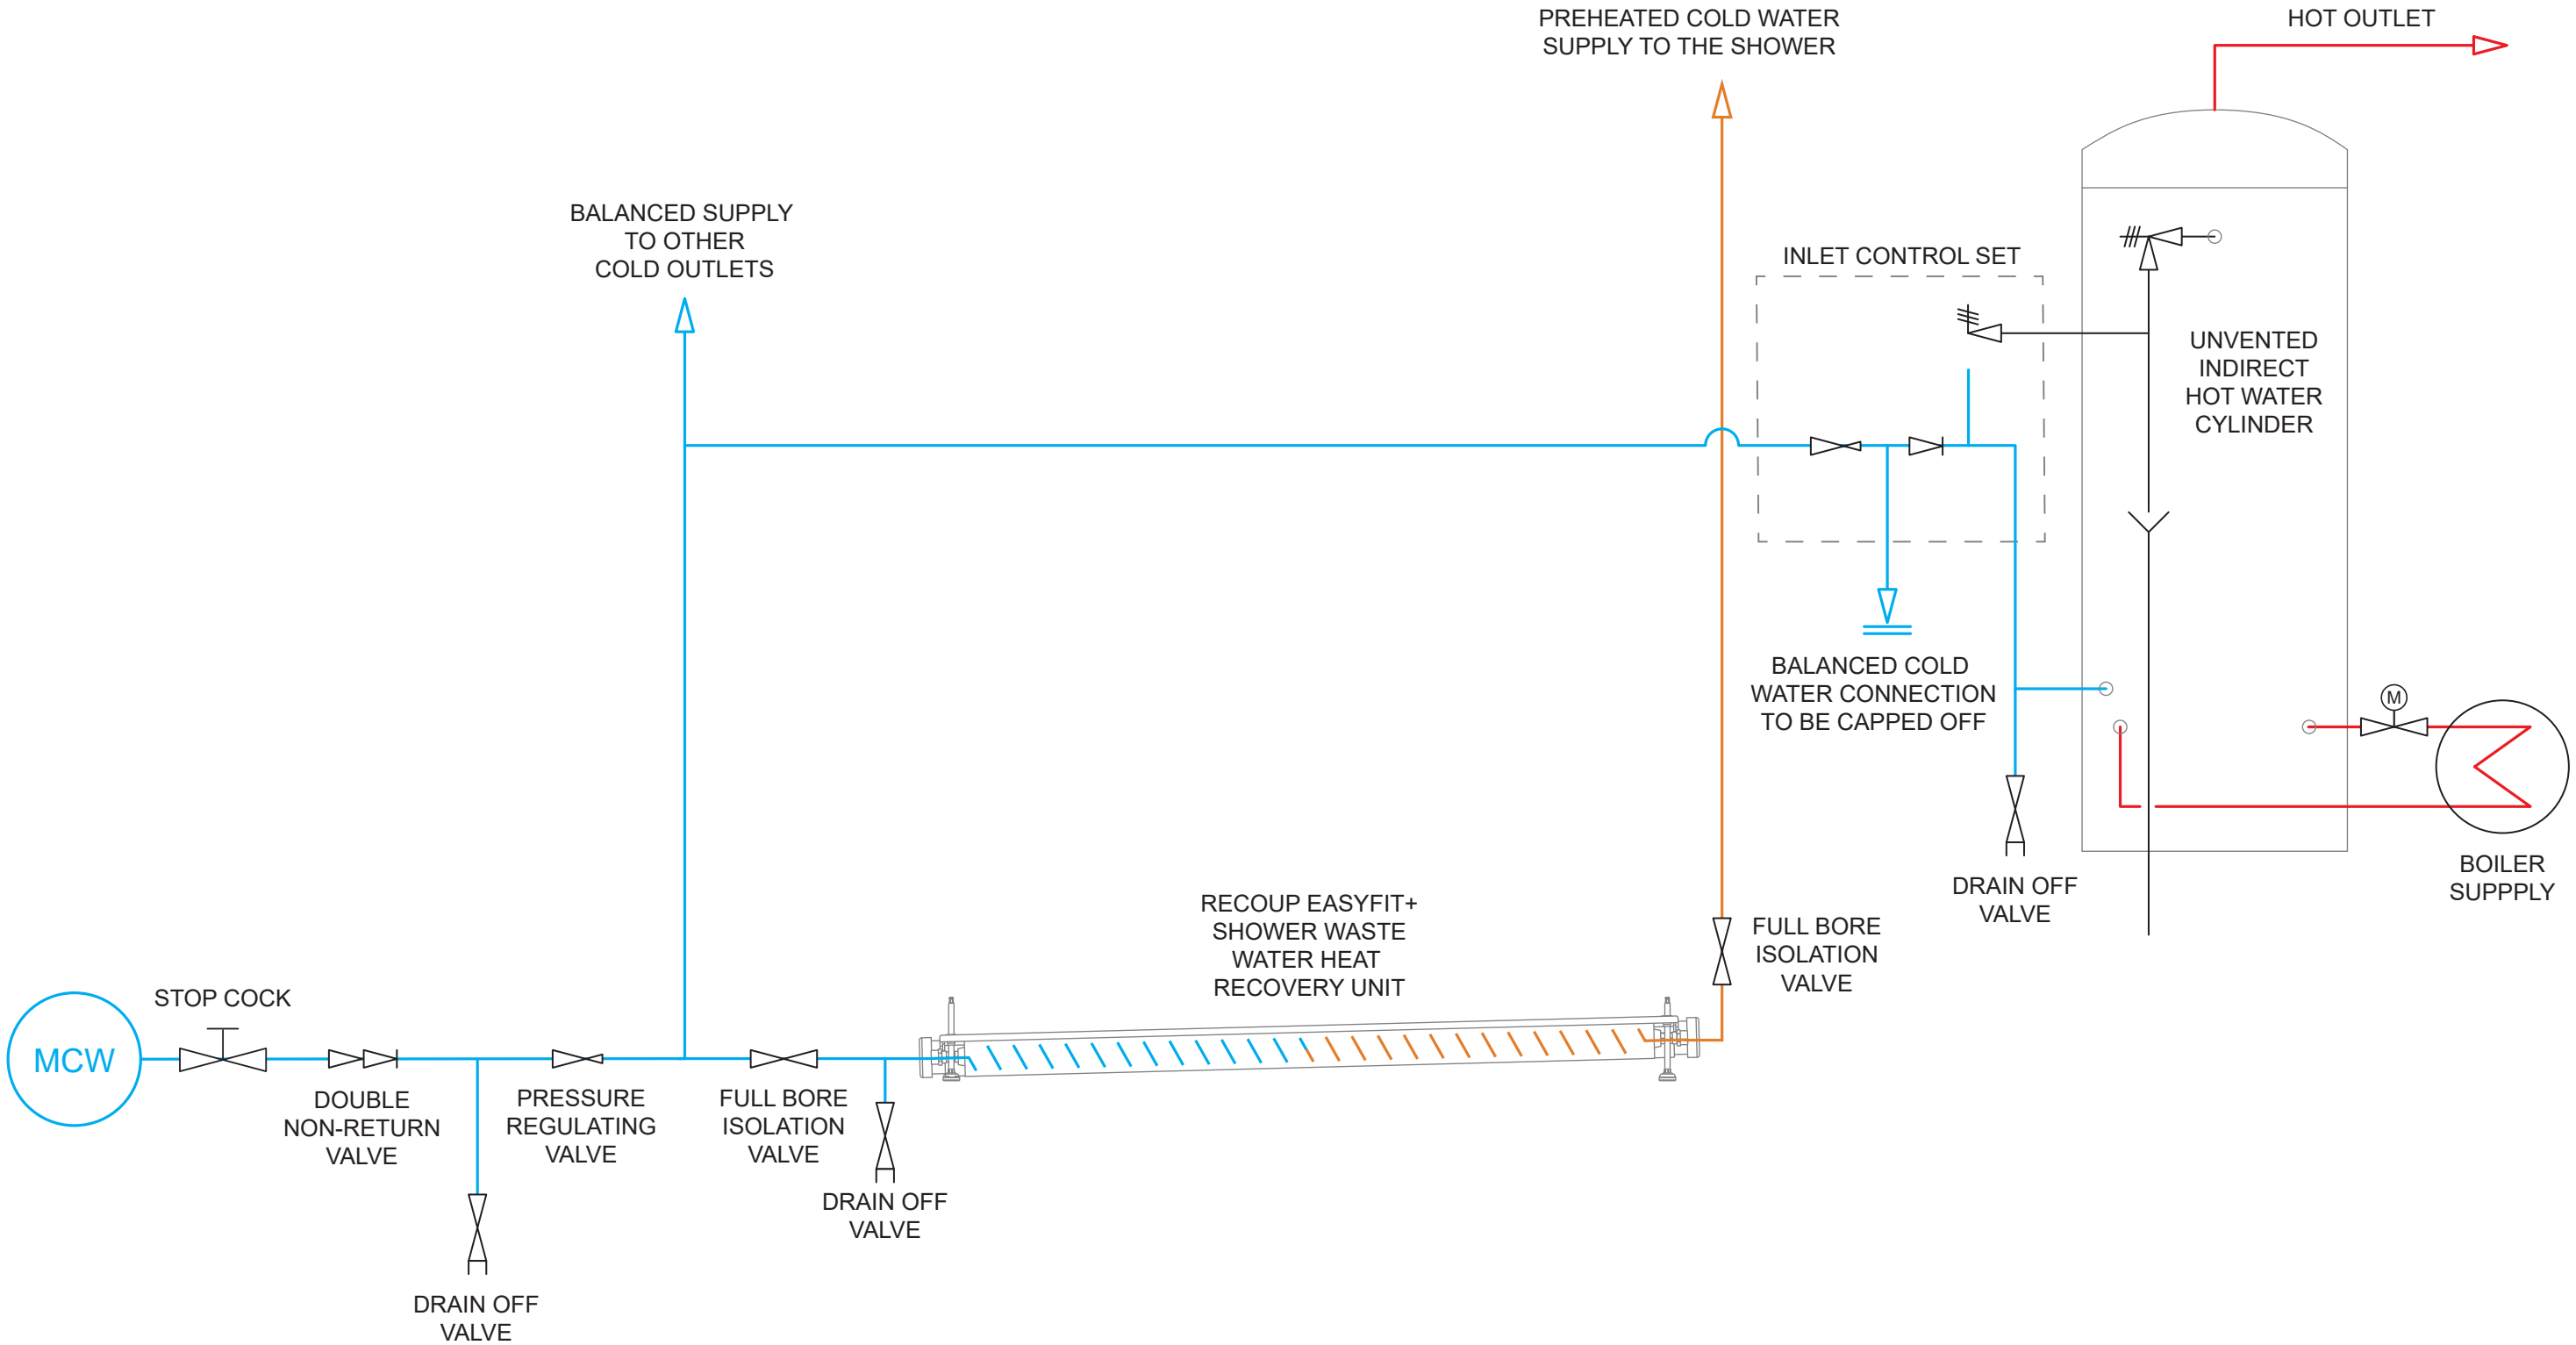 PREHEATED COLD WATER
SUPPLY TO THE SHOWER
HOT OUTLET
BALANCED SUPPLY
TO OTHER
COLD OUTLETS
INLET CONTROL SET
UNVENTED
INDIRECT
HOT WATER
CYLINDER
BALANCED COLD
WATER CONNECTION
TO BE CAPPED OFF
M
BOILER
SUPPPLY
DRAIN OFF
VALVE
RECOUP EASYFIT+
SHOWER WASTE
WATER HEAT
RECOVERY UNIT
FULL BORE
ISOLATION
VALVE
STOP COCK
MCW
DOUBLE
NON-RETURN
VALVE
PRESSURE
REGULATING
VALVE
FULL BORE
ISOLATION
VALVE
DRAIN OFF
VALVE
DRAIN OFF
VALVE